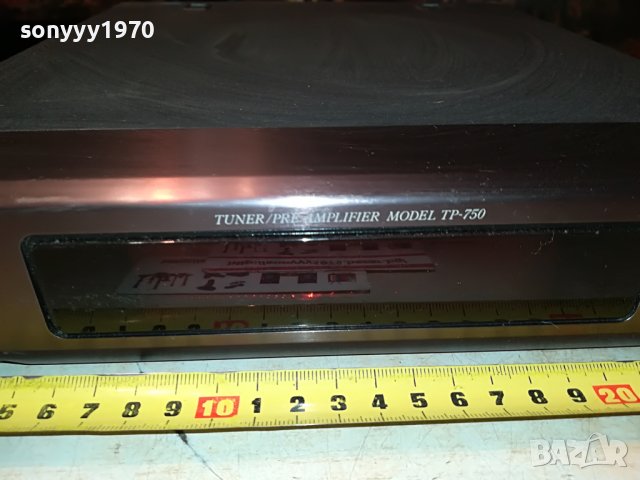 sonyyy1970
TUNER/PRE-AMPLIFIER MODEL TP-750
5 6 7 8 9 10 1 2 3 4 5 6 7 8 9 20
BAZAR